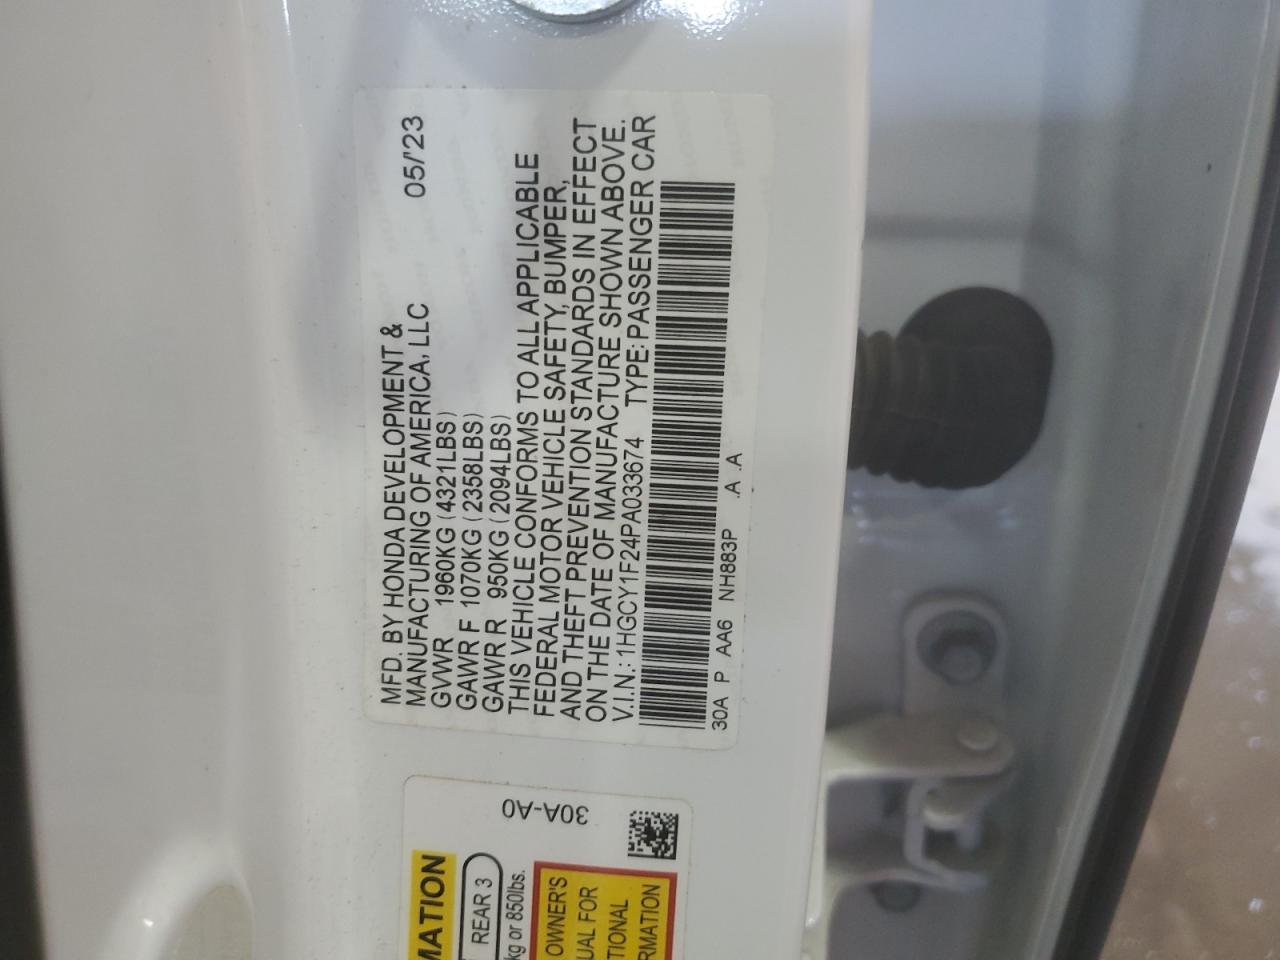 MFD. BY HONDA DEVELOPMENT &
MANUFACTURING OF AMERICA, LLC 05/'23
GVWR 1960KG (4321LBS)
GAWR F 1070KG (2358LBS)
GAWR R 950KG (2094LBS)
THIS VEHICLE CONFORMS TO ALL APPLICABLE
FEDERAL MOTOR VEHICLE SAFETY, BUMPER,
AND THEFT PREVENTION STANDARDS IN EFFECT
ON THE DATE OF MANUFACTURE SHOWN ABOVE.
V.I.N.: 1HGCY1F24PA033674 TYPE: PASSENGER CAR
30A P AA6 NH883P .A .A
30A-A0
MATION
REAR 3
kg or 850lbs.
OWNER'S
UAL FOR
TIONAL
RMATION